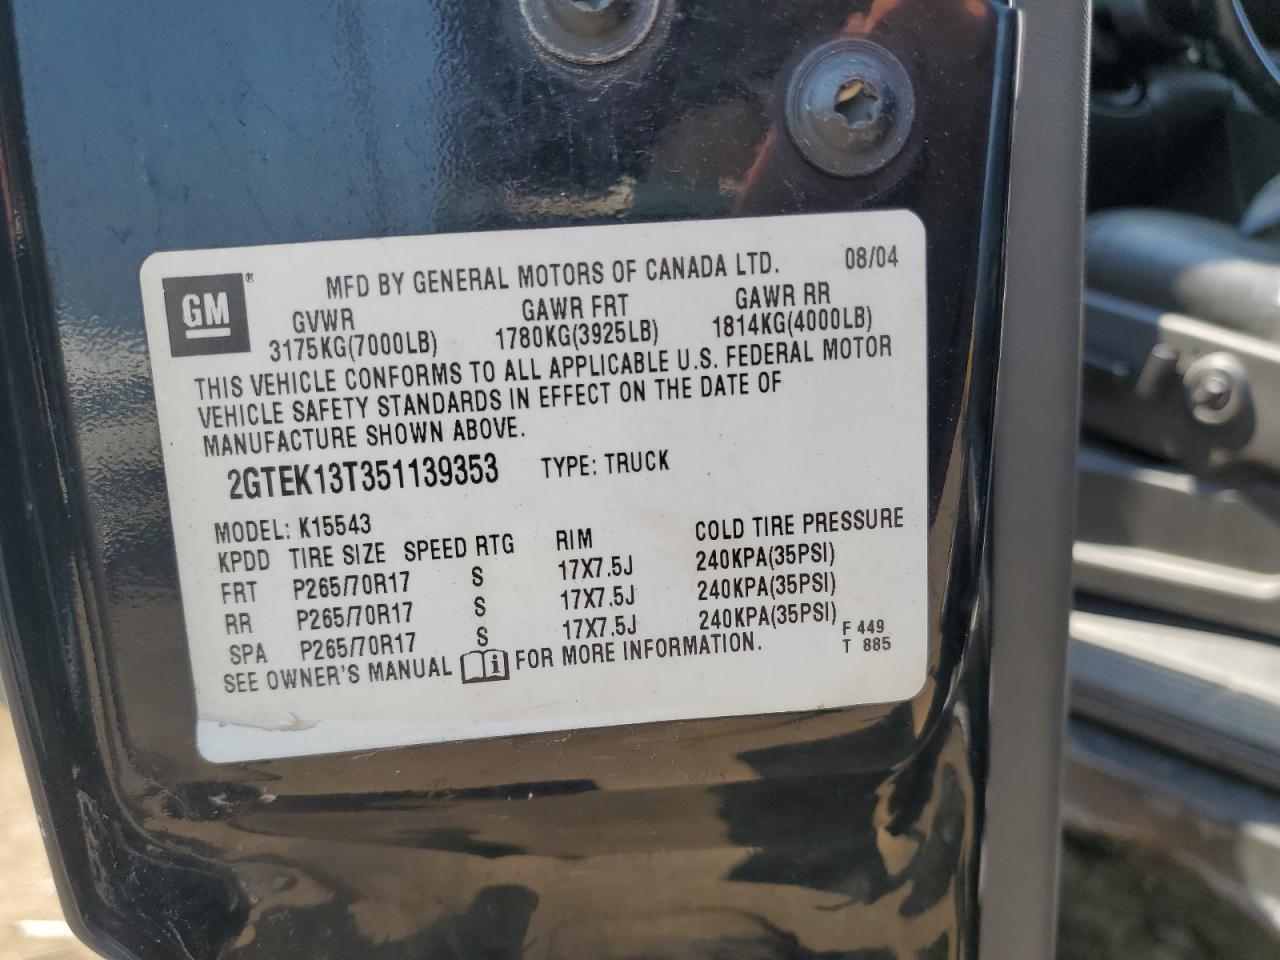 GM ® MFD BY GENERAL MOTORS OF CANADA LTD. 08/04
GVWR GAWR FRT GAWR RR
3175KG(7000LB) 1780KG(3925LB) 1814KG(4000LB)
THIS VEHICLE CONFORMS TO ALL APPLICABLE U.S. FEDERAL MOTOR
VEHICLE SAFETY STANDARDS IN EFFECT ON THE DATE OF
MANUFACTURE SHOWN ABOVE.
2GTEK13T351139353 TYPE: TRUCK
MODEL: K15543
KPDD TIRE SIZE SPEED RTG RIM COLD TIRE PRESSURE
FRT P265/70R17 S 17X7.5J 240KPA(35PSI)
RR P265/70R17 S 17X7.5J 240KPA(35PSI)
SPA P265/70R17 S 17X7.5J 240KPA(35PSI) F 449
T 885
SEE OWNER'S MANUAL i FOR MORE INFORMATION.